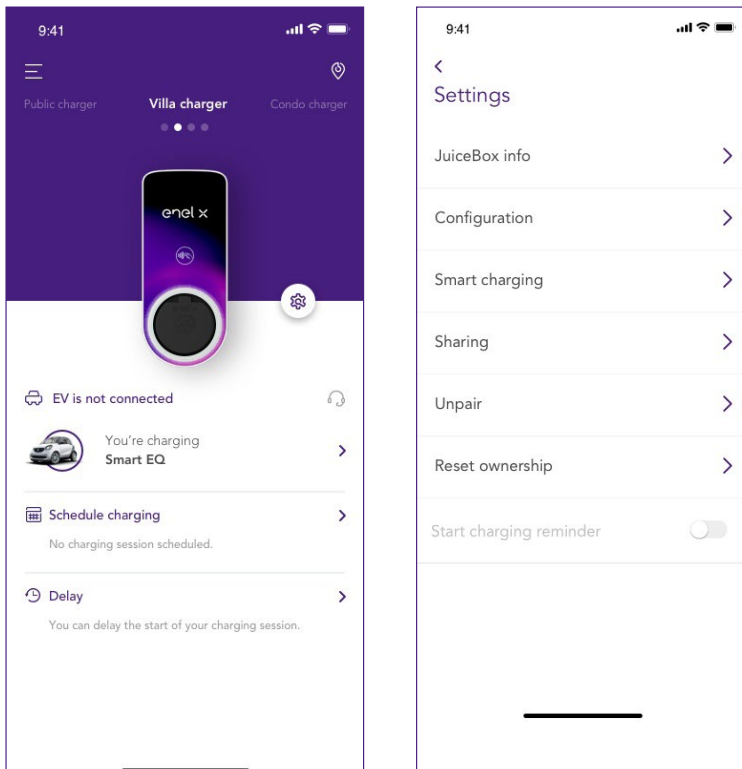 9:41
Public charger
Villa charger
Condo charger
enel x
EV is not connected
You're charging
Smart EQ
Schedule charging
No charging session scheduled.
Delay
You can delay the start of your charging session.
9:41
Settings
JuiceBox info
Configuration
Smart charging
Sharing
Unpair
Reset ownership
Start charging reminder